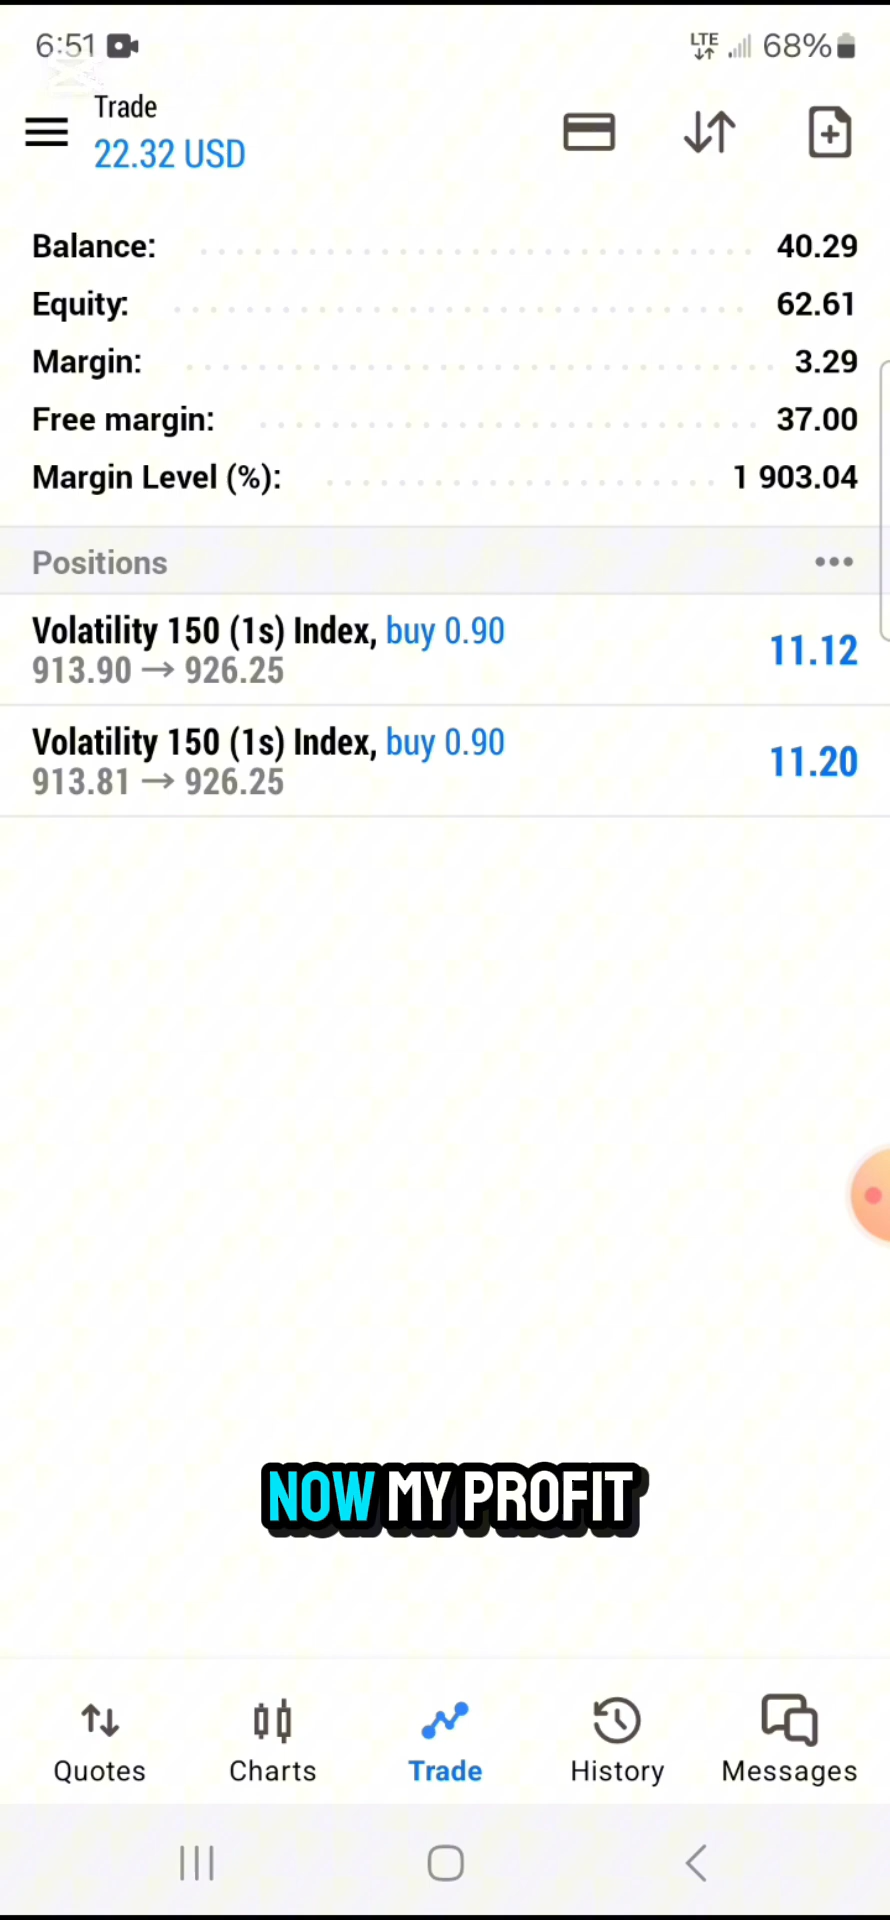 6:51 LTE 68%
Trade
22.32 USD
Balance: 40.29
Equity: 62.61
Margin: 3.29
Free margin: 37.00
Margin Level (%): 1 903.04
Positions
Volatility 150 (1s) Index, buy 0.90
913.90 → 926.25 11.12
Volatility 150 (1s) Index, buy 0.90
913.81 → 926.25 11.20
NOW MY PROFIT
Quotes Charts Trade History Messages